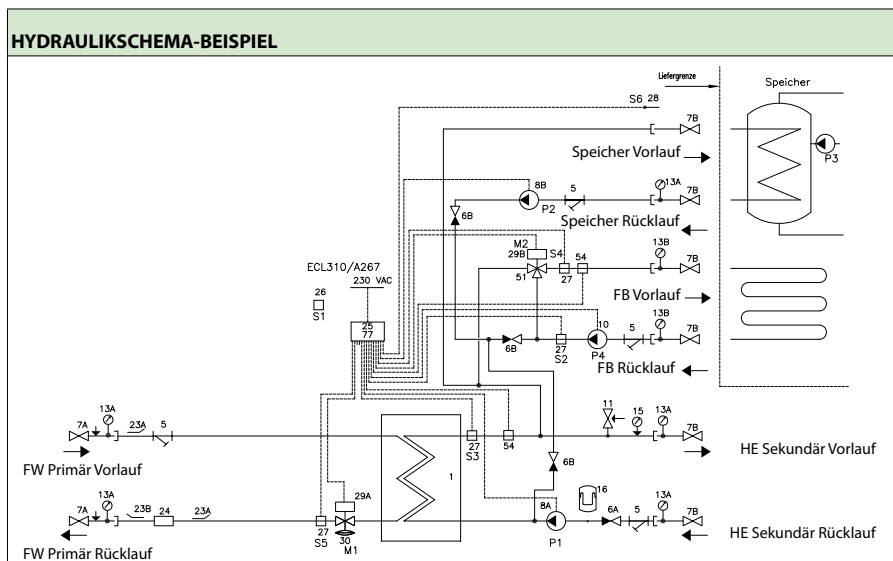 HYDRAULIKSCHEMA-BEISPIEL
Liefergrenze
Speicher
S6 28
7B
Speicher Vorlauf
P3
8B
5
13A
7B
P2
6B
Speicher Rücklauf
M2
29B
S4
54
13B
7B
51
27
FB Vorlauf
ECL310/A267
230 VAC
26
S1
25
77
10
5
13B
7B
6B
27
S2
P4
FB Rücklauf
7A
13A
23A
5
27
S3
54
11
15
13A
7B
FW Primär Vorlauf
1
6B
HE Sekundär Vorlauf
7A
13A
23B
24
23A
29A
8A
16
6A
5
13A
7B
27
S5
30
M1
P1
HE Sekundär Rücklauf
FW Primär Rücklauf